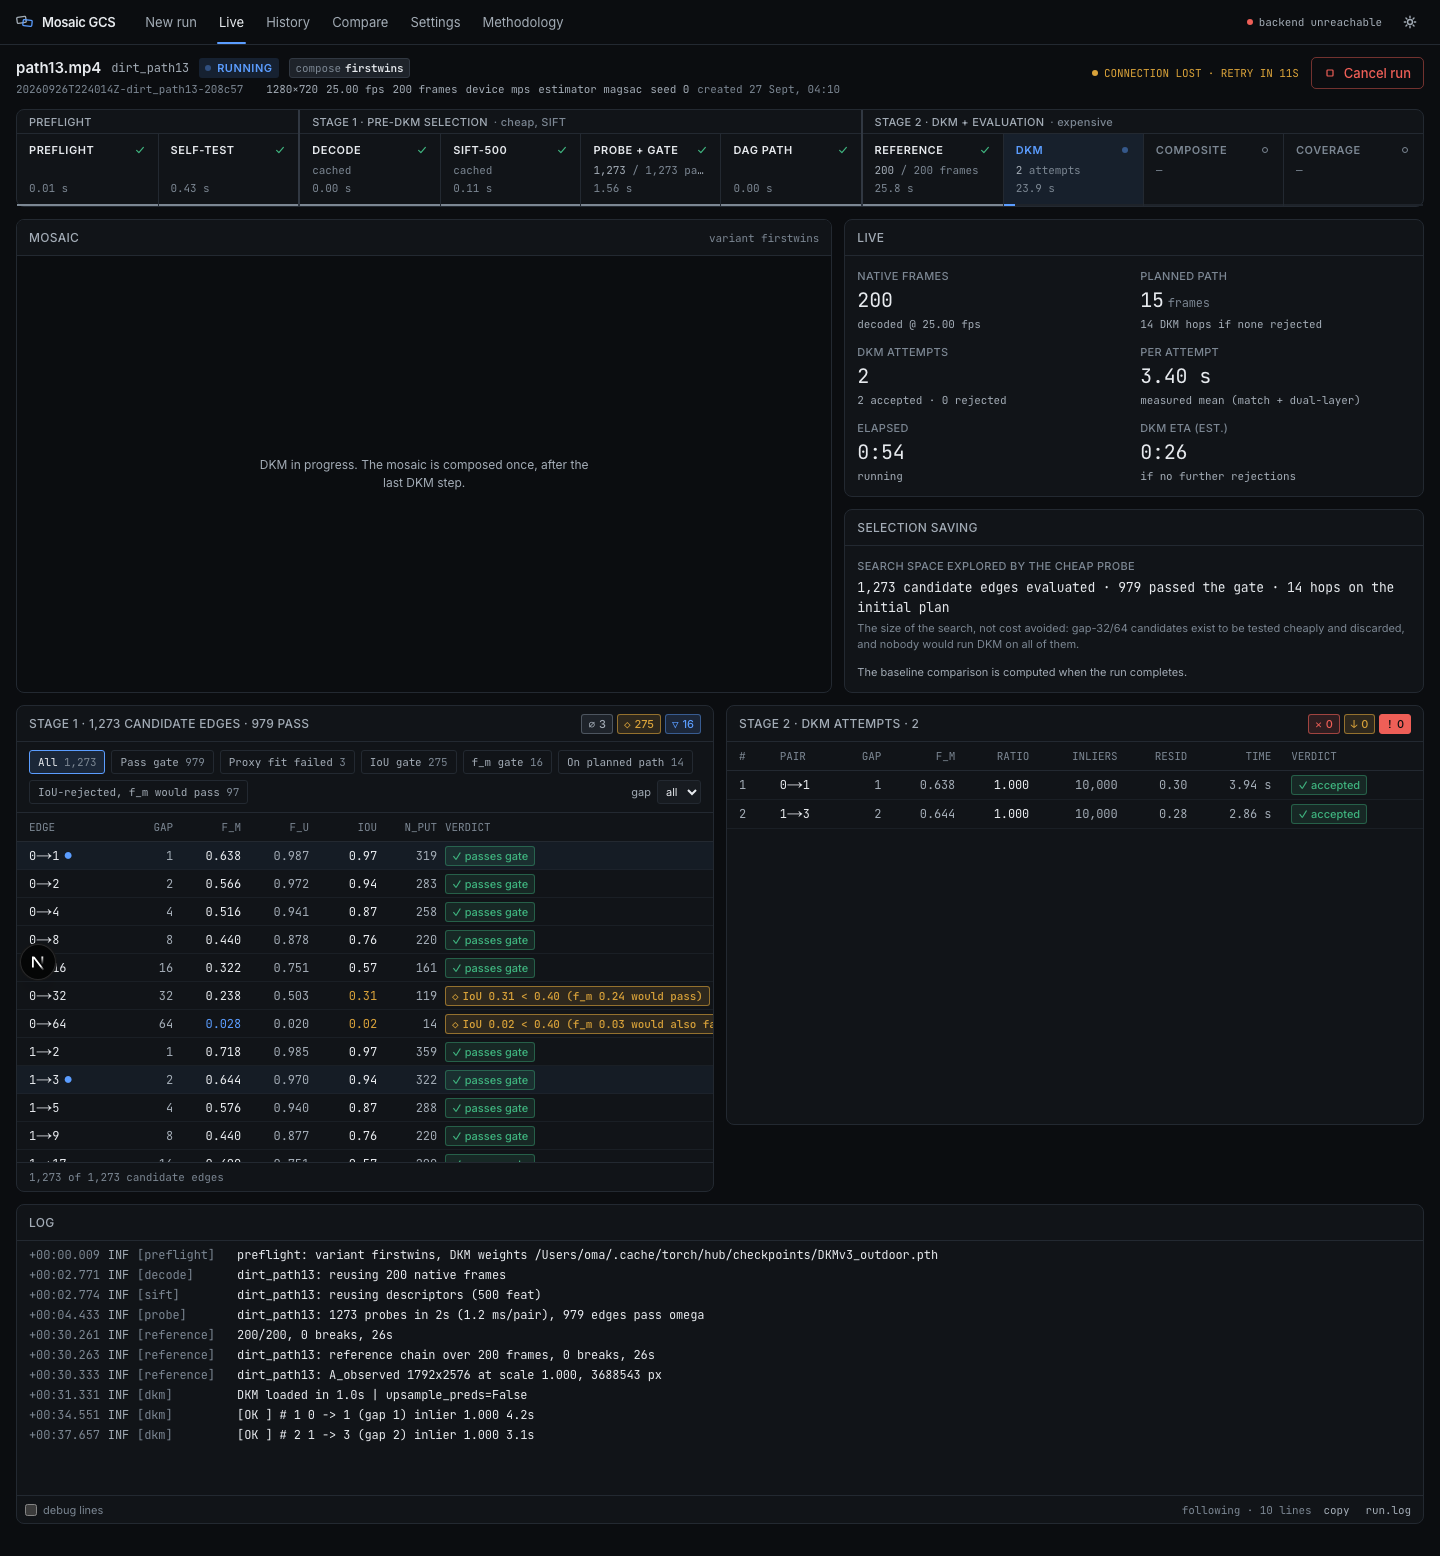 Mosaic GCS New run Live History Compare Settings Methodology backend unreachable
path13.mp4 dirt_path13 RUNNING compose firstwins CONNECTION LOST · RETRY IN 11S Cancel run
20260926T224014Z-dirt_path13-208c57 1280×720 25.00 fps 200 frames device mps estimator magsac seed 0 created 27 Sept, 04:10
PREFLIGHT STAGE 1 · PRE-DKM SELECTION · cheap, SIFT STAGE 2 · DKM + EVALUATION · expensive
PREFLIGHT ✓ SELF-TEST ✓ DECODE ✓ SIFT-500 ✓ PROBE + GATE ✓ DAG PATH ✓ REFERENCE ✓ DKM COMPOSITE COVERAGE
cached cached 1,273 / 1,273 pa… 200 / 200 frames 2 attempts — —
0.01 s 0.43 s 0.00 s 0.11 s 1.56 s 0.00 s 25.8 s 23.9 s
MOSAIC variant firstwins
DKM in progress. The mosaic is composed once, after the
last DKM step.
LIVE
NATIVE FRAMES PLANNED PATH
200 15 frames
decoded @ 25.00 fps 14 DKM hops if none rejected
DKM ATTEMPTS PER ATTEMPT
2 3.40 s
2 accepted · 0 rejected measured mean (match + dual-layer)
ELAPSED DKM ETA (EST.)
0:54 0:26
running if no further rejections
SELECTION SAVING
SEARCH SPACE EXPLORED BY THE CHEAP PROBE
1,273 candidate edges evaluated · 979 passed the gate · 14 hops on the
initial plan
The size of the search, not cost avoided: gap-32/64 candidates exist to be tested cheaply and discarded,
and nobody would run DKM on all of them.
The baseline comparison is computed when the run completes.
STAGE 1 · 1,273 CANDIDATE EDGES · 979 PASS ∅ 3 ◇ 275 ▽ 16
All 1,273 Pass gate 979 Proxy fit failed 3 IoU gate 275 f_m gate 16 On planned path 14
IoU-rejected, f_m would pass 97 gap all
EDGE GAP F_M F_U IOU N_PUT VERDICT
0⟶1 ● 1 0.638 0.987 0.97 319 ✓ passes gate
0⟶2 2 0.566 0.972 0.94 283 ✓ passes gate
0⟶4 4 0.516 0.941 0.87 258 ✓ passes gate
0⟶8 8 0.440 0.878 0.76 220 ✓ passes gate
N 16 16 0.322 0.751 0.57 161 ✓ passes gate
0⟶32 32 0.238 0.503 0.31 119 ◇ IoU 0.31 < 0.40 (f_m 0.24 would pass)
0⟶64 64 0.028 0.020 0.02 14 ◇ IoU 0.02 < 0.40 (f_m 0.03 would also fa
1⟶2 1 0.718 0.985 0.97 359 ✓ passes gate
1⟶3 ● 2 0.644 0.970 0.94 322 ✓ passes gate
1⟶5 4 0.576 0.940 0.87 288 ✓ passes gate
1⟶9 8 0.440 0.877 0.76 220 ✓ passes gate
1,273 of 1,273 candidate edges
STAGE 2 · DKM ATTEMPTS · 2 × 0 ↓ 0 ! 0
# PAIR GAP F_M RATIO INLIERS RESID TIME VERDICT
1 0⟶1 1 0.638 1.000 10,000 0.30 3.94 s ✓ accepted
2 1⟶3 2 0.644 1.000 10,000 0.28 2.86 s ✓ accepted
LOG
+00:00.009 INF [preflight] preflight: variant firstwins, DKM weights /Users/oma/.cache/torch/hub/checkpoints/DKMv3_outdoor.pth
+00:02.771 INF [decode] dirt_path13: reusing 200 native frames
+00:02.774 INF [sift] dirt_path13: reusing descriptors (500 feat)
+00:04.433 INF [probe] dirt_path13: 1273 probes in 2s (1.2 ms/pair), 979 edges pass omega
+00:30.261 INF [reference] 200/200, 0 breaks, 26s
+00:30.263 INF [reference] dirt_path13: reference chain over 200 frames, 0 breaks, 26s
+00:30.333 INF [reference] dirt_path13: A_observed 1792x2576 at scale 1.000, 3688543 px
+00:31.331 INF [dkm] DKM loaded in 1.0s | upsample_preds=False
+00:34.551 INF [dkm] [OK ] # 1 0 -> 1 (gap 1) inlier 1.000 4.2s
+00:37.657 INF [dkm] [OK ] # 2 1 -> 3 (gap 2) inlier 1.000 3.1s
debug lines following · 10 lines copy run.log